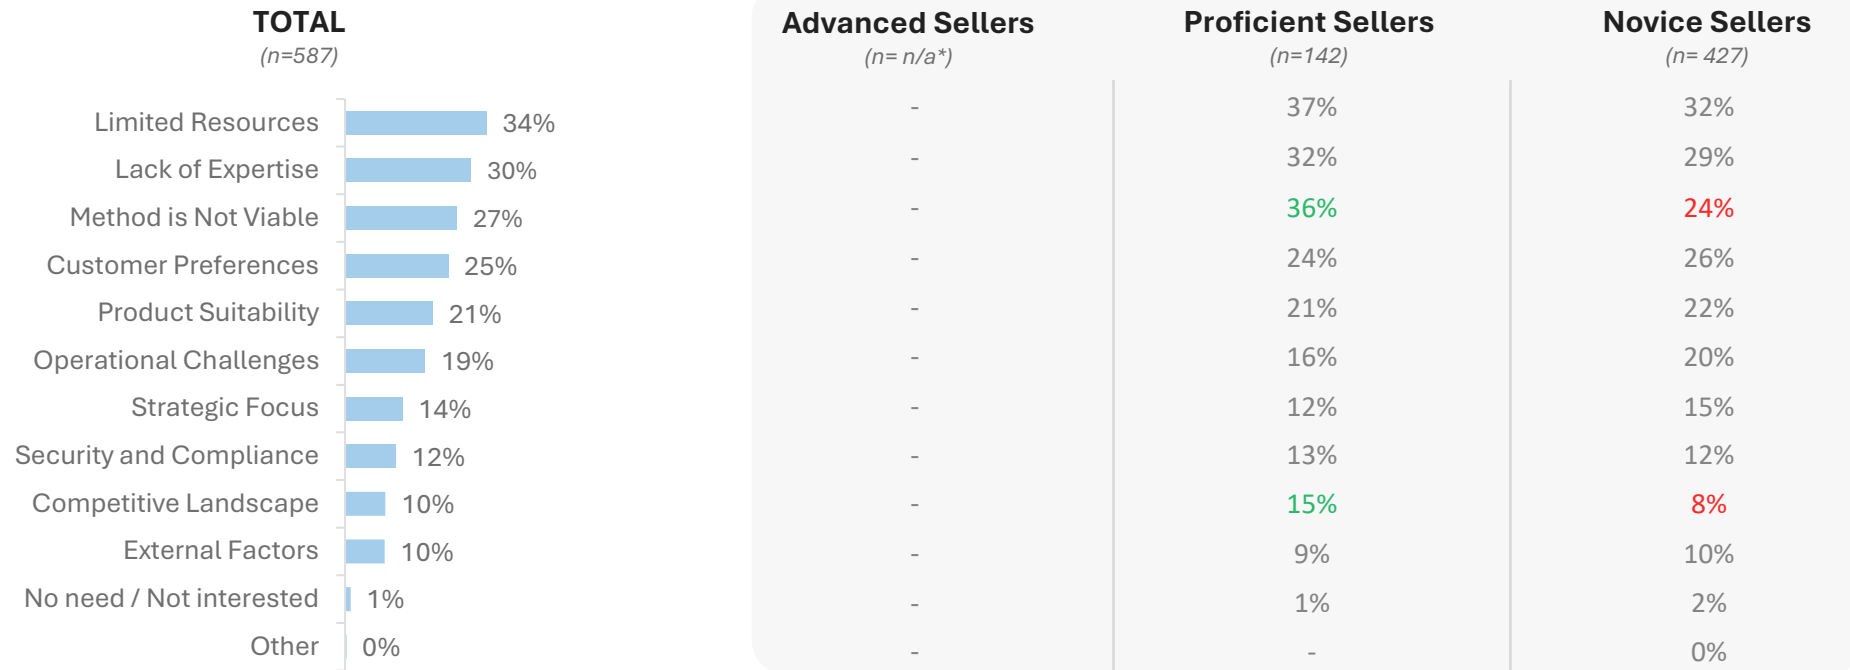 TOTAL Advanced Sellers Proficient Sellers Novice Sellers
(n=587) (n= n/a*) (n=142) (n= 427)
Limited Resources 34% - 37% 32%
Lack of Expertise 30% - 32% 29%
Method is Not Viable 27% - 36% 24%
Customer Preferences 25% - 24% 26%
Product Suitability 21% - 21% 22%
Operational Challenges 19% - 16% 20%
Strategic Focus 14% - 12% 15%
Security and Compliance 12% - 13% 12%
Competitive Landscape 10% - 15% 8%
External Factors 10% - 9% 10%
No need / Not interested 1% - 1% 2%
Other 0% - - 0%